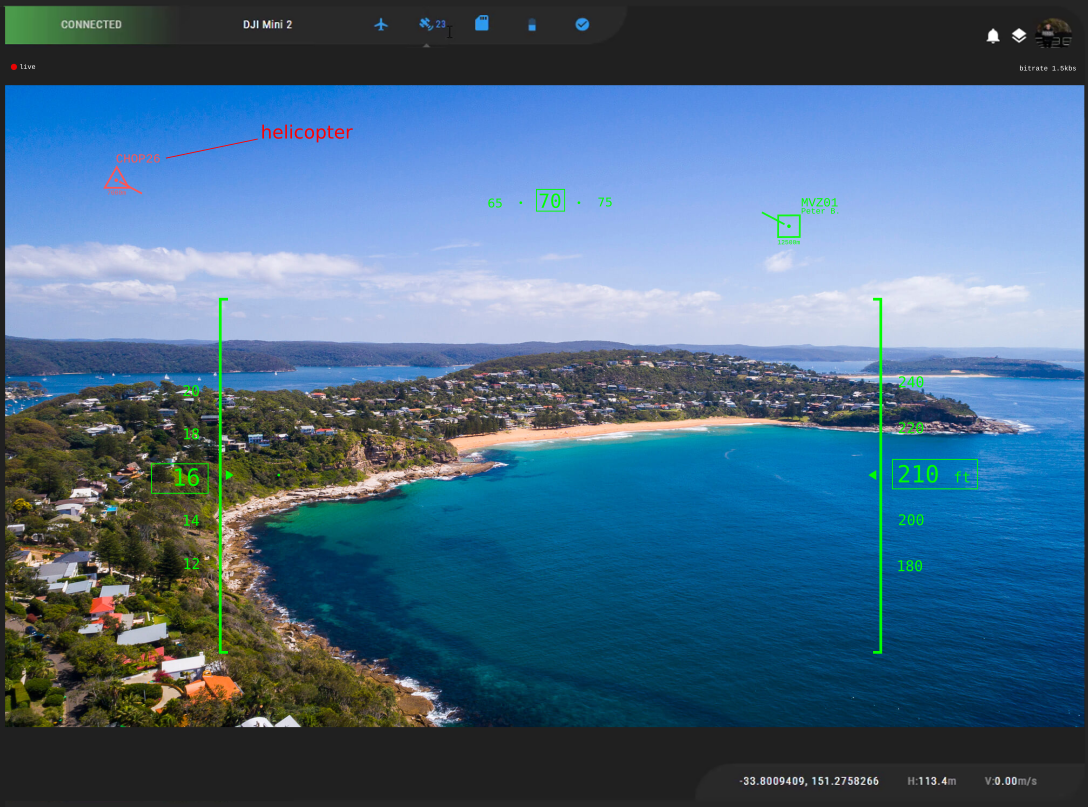 CONNECTED
DJI Mini 2
23
live
bitrate 1.5kbs
helicopter
CHOP26
65 · 70 · 75
MVZ01
Peter B.
20
18
16
14
12
240
220
210 ft
200
180
-33.8009409, 151.2758266
H:113.4m
V:0.00m/s